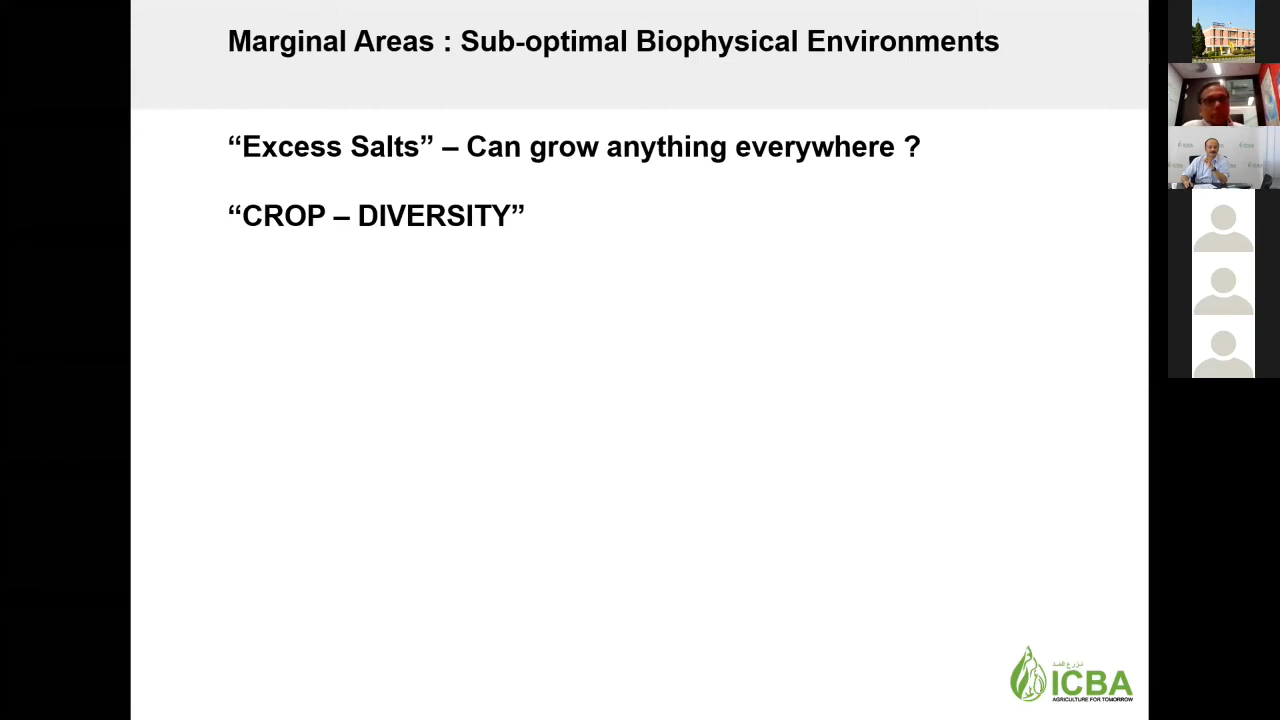 Marginal Areas : Sub-optimal Biophysical Environments
“Excess Salts” – Can grow anything everywhere ?
“CROP – DIVERSITY”
ICBA
AGRICULTURE FOR TOMORROW